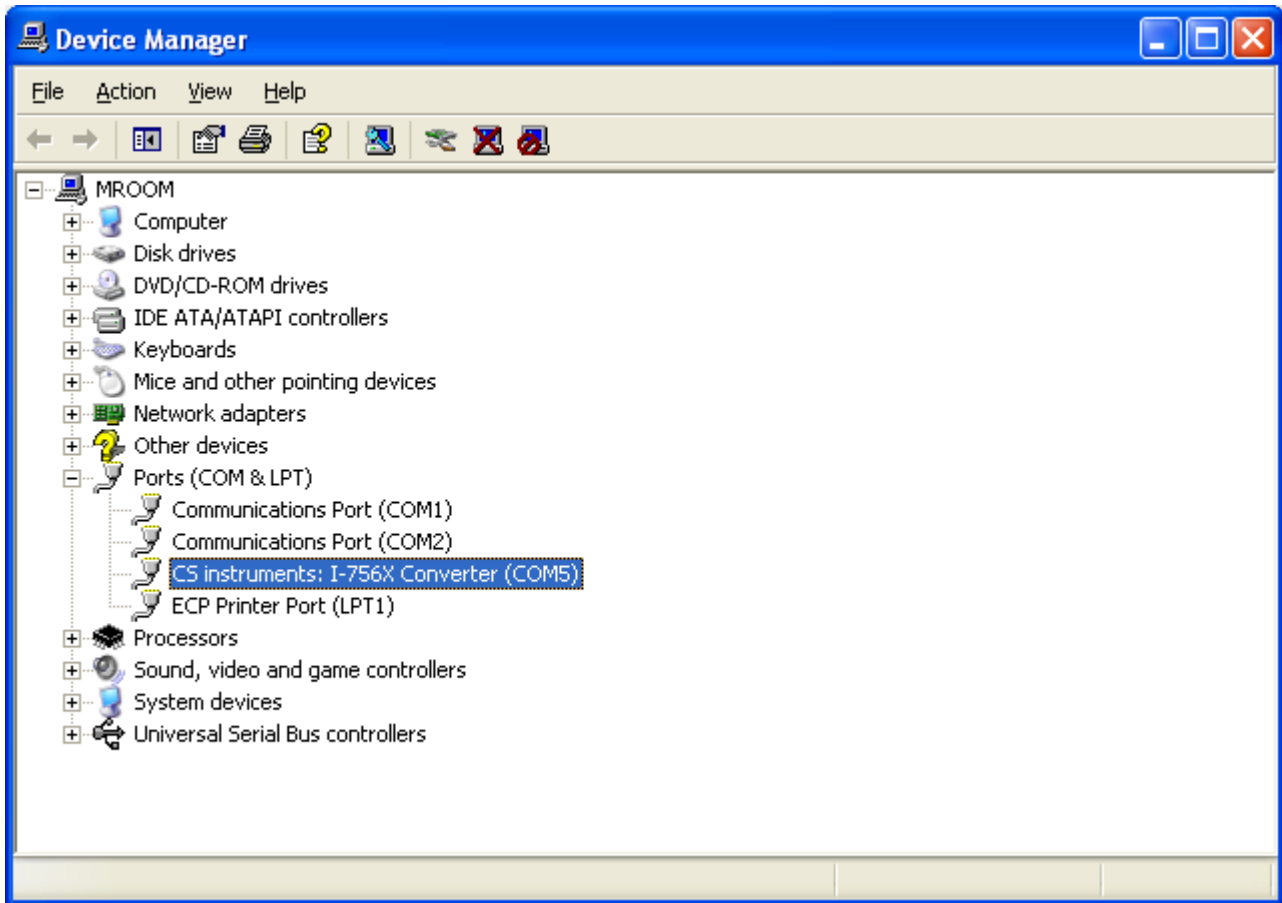 Device Manager
File Action View Help
MROOM
Computer
Disk drives
DVD/CD-ROM drives
IDE ATA/ATAPI controllers
Keyboards
Mice and other pointing devices
Network adapters
Other devices
Ports (COM & LPT)
Communications Port (COM1)
Communications Port (COM2)
CS instruments: I-756X Converter (COM5)
ECP Printer Port (LPT1)
Processors
Sound, video and game controllers
System devices
Universal Serial Bus controllers